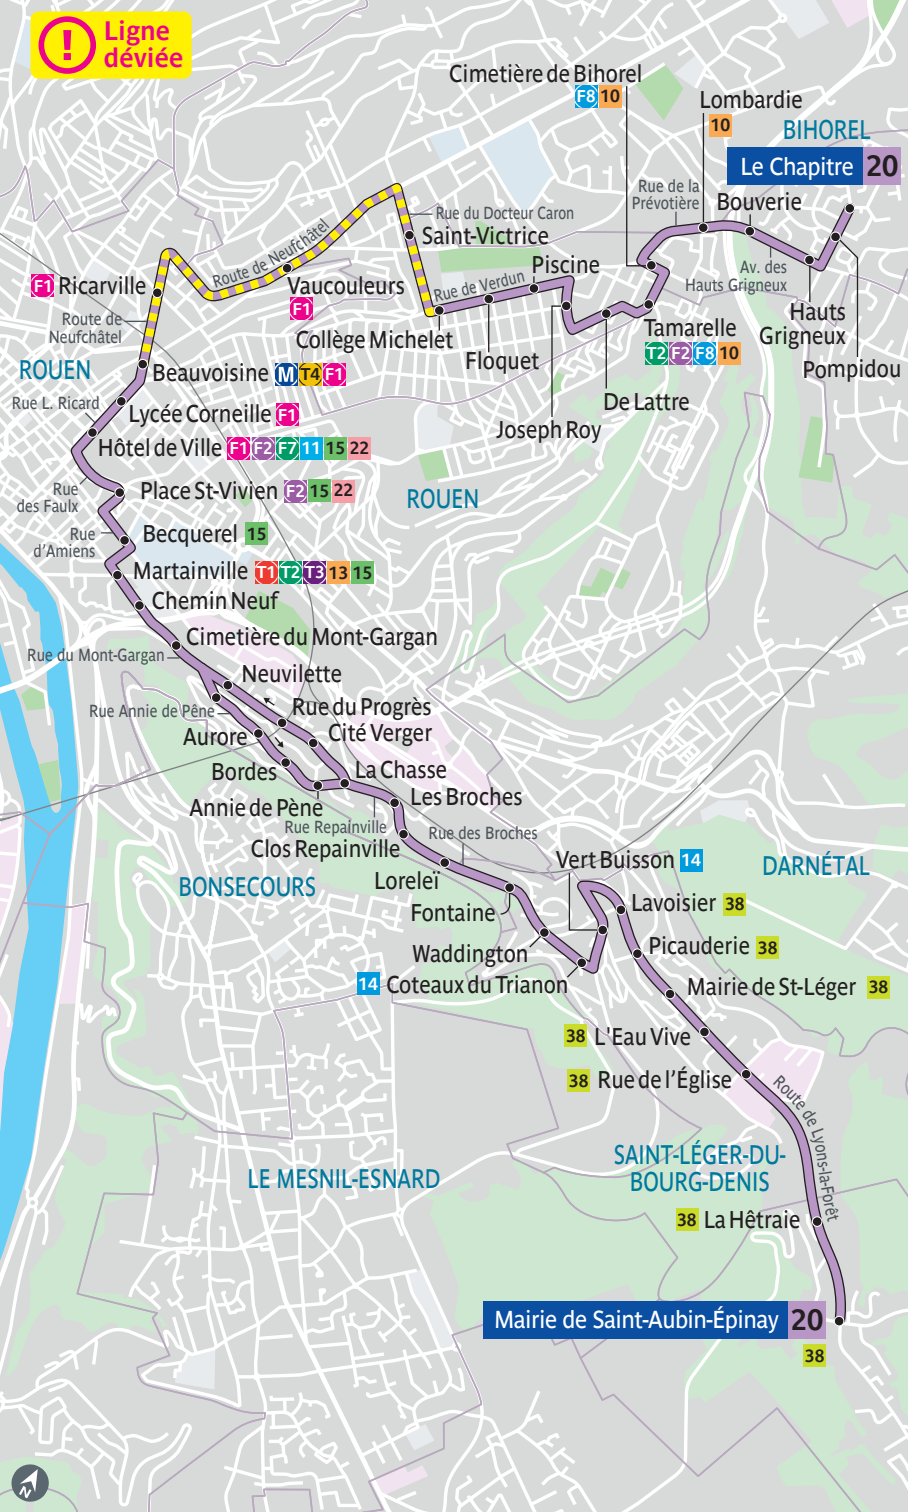 Ligne
déviée
Cimetière de Bihorel
F8 10
Lombardie
10
BIHOREL
Le Chapitre 20
Rue de la
Prévotière
Bouverie
Rue du Docteur Caron
Saint-Victrice
Route de Neufchâtel
Piscine
Av. des
Hauts Grigneux
F1 Ricarville
Vaucouleurs
F1
Rue de Verdun
Hauts
Grigneux
Route de
Neufchâtel
Collège Michelet
Tamarelle
T2 F2 F8 10
Floquet
Pompidou
ROUEN
Beauvoisine M T4 F1
Rue L. Ricard
Lycée Corneille F1
De Lattre
Joseph Roy
Hôtel de Ville F1 F2 F7 11 15 22
Rue
des Faulx
Place St-Vivien F2 15 22
ROUEN
Rue
d'Amiens
Becquerel 15
Martainville T1 T2 T3 13 15
Chemin Neuf
Cimetière du Mont-Gargan
Rue du Mont-Gargan
Neuvilette
Rue Annie de Pêne
Rue du Progrès
Aurore
Cité Verger
Bordes
La Chasse
Annie de Pène
Les Broches
Rue Repainville
Rue des Broches
Clos Repainville
Vert Buisson 14
DARNÉTAL
Loreleï
BONSECOURS
Lavoisier 38
Fontaine
Picauderie 38
Waddington
14 Coteaux du Trianon
Mairie de St-Léger 38
38 L'Eau Vive
38 Rue de l'Église
Route de Lyons-la-Forêt
SAINT-LÉGER-DU-
BOURG-DENIS
LE MESNIL-ESNARD
38 La Hêtraie
Mairie de Saint-Aubin-Épinay 20
38
N